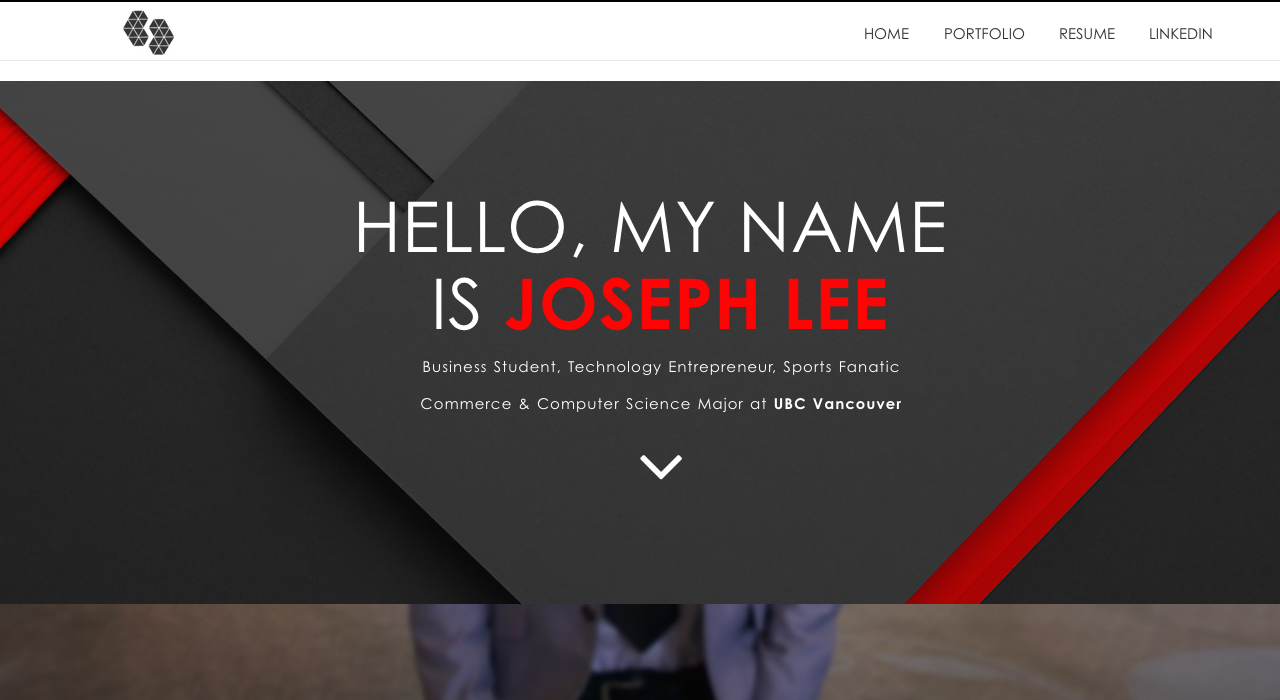 HOME PORTFOLIO RESUME LINKEDIN
HELLO, MY NAME
IS JOSEPH LEE
Business Student, Technology Entrepreneur, Sports Fanatic
Commerce & Computer Science Major at UBC Vancouver